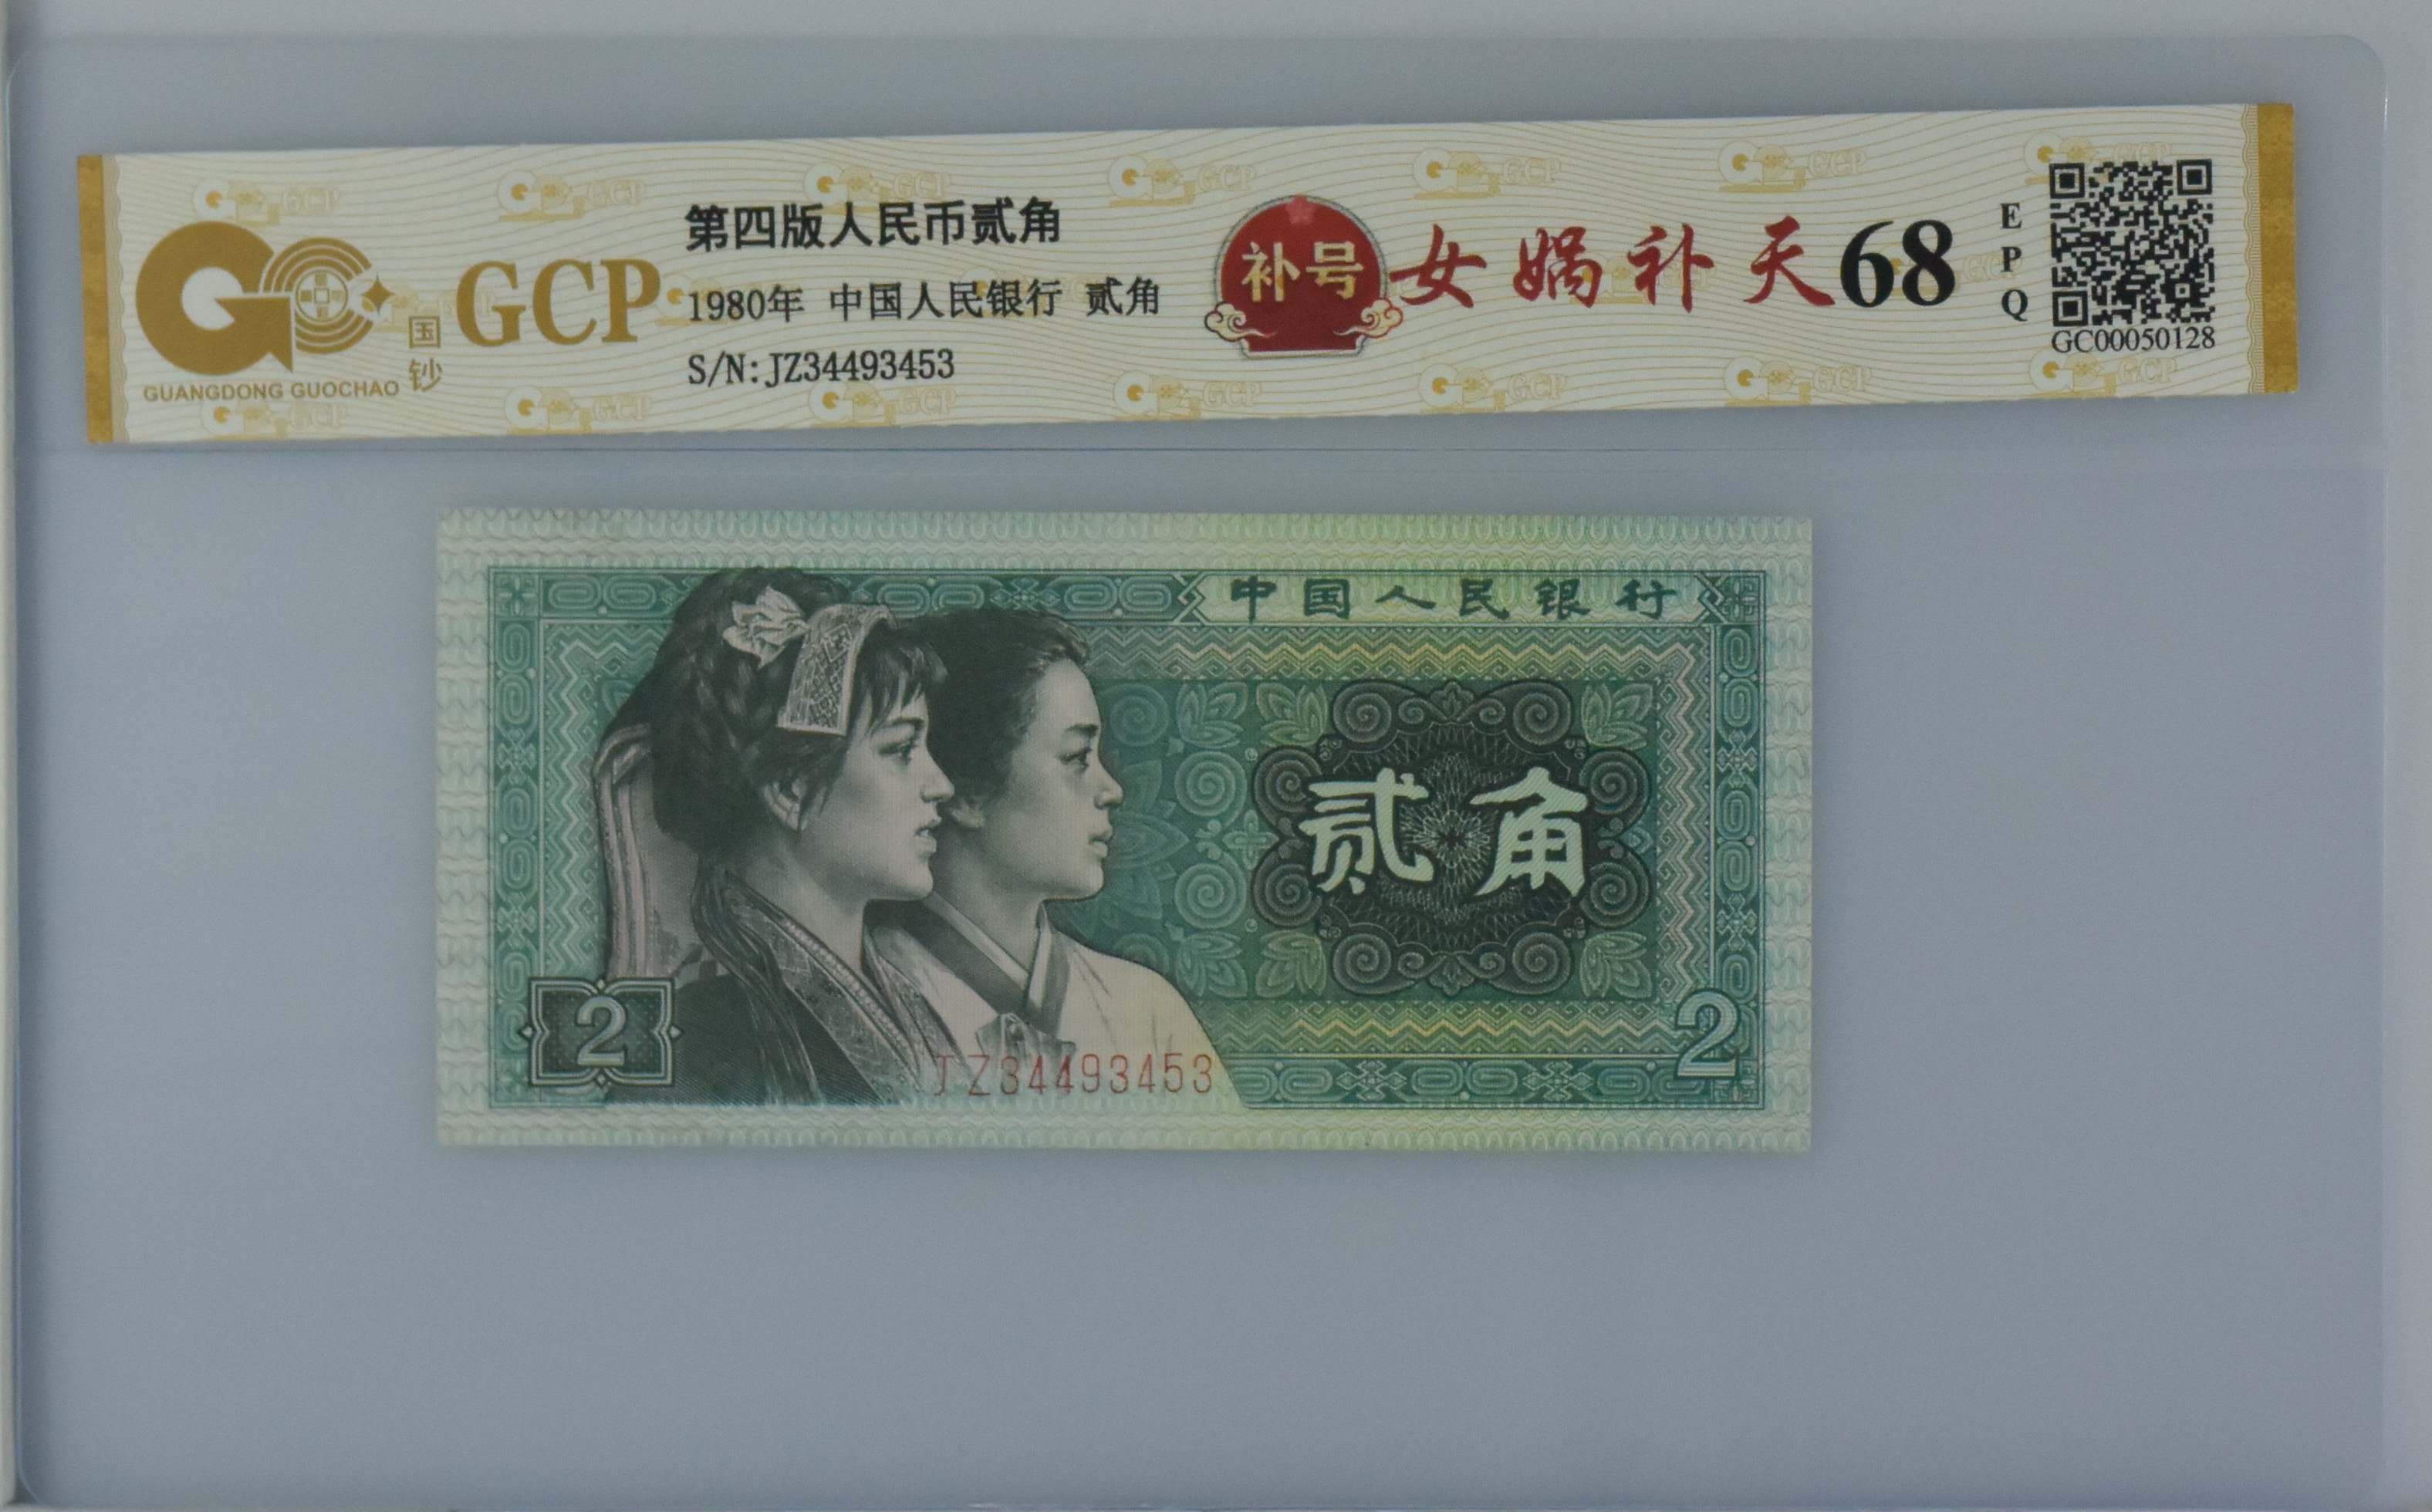 GUANGDONG GUOCHAO
国钞
GCP
第四版人民币贰角
1980年 中国人民银行 贰角
S/N:JZ34493453
补号
女娲补天
68
EPQ
GC00050128
中国人民银行
贰角
2
2
JZ34493453